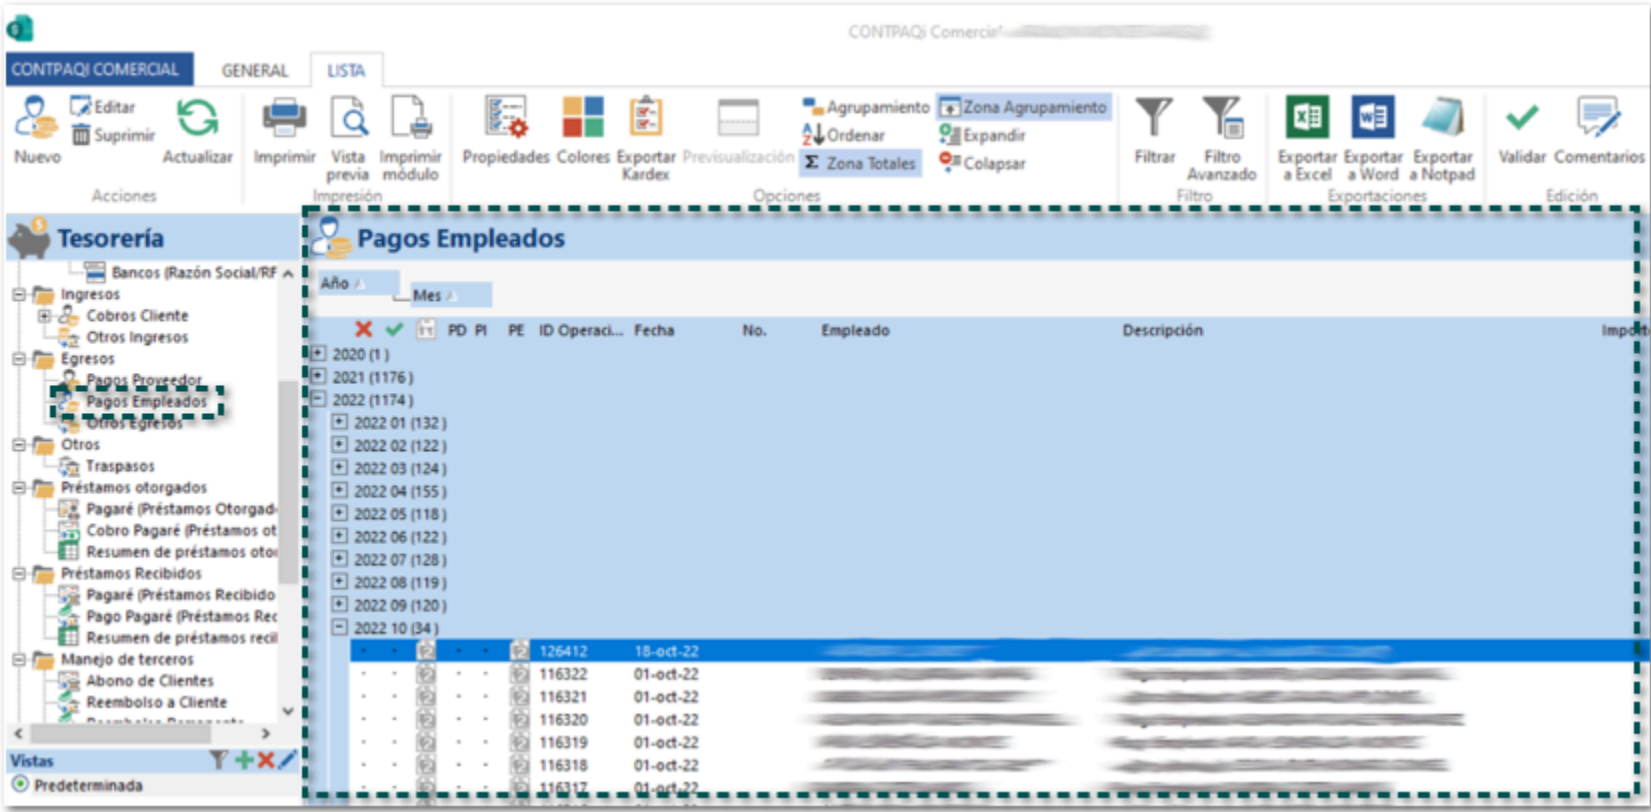 CONTPAQi Comercial
CONTPAQI COMERCIAL GENERAL LISTA
Nuevo Editar Suprimir Actualizar
Acciones
Imprimir Vista previa Imprimir módulo
Impresión
Propiedades Colores Exportar Kardex Previsualización
Agrupamiento Zona Agrupamiento
Ordenar Expandir
Σ Zona Totales Colapsar
Opciones
Filtrar Filtro Avanzado
Filtro
Exportar a Excel Exportar a Word Exportar a Notpad
Exportaciones
Validar Comentarios
Edición
Tesorería
Bancos (Razón Social/RF
Ingresos
Cobros Cliente
Otros Ingresos
Egresos
Pagos Proveedor
Pagos Empleados
Otros Egresos
Otros
Traspasos
Préstamos otorgados
Pagaré (Préstamos Otorgad
Cobro Pagaré (Préstamos ot
Resumen de préstamos oto
Préstamos Recibidos
Pagaré (Préstamos Recibido
Pago Pagaré (Préstamos Rec
Resumen de préstamos reci
Manejo de terceros
Abono de Clientes
Reembolso a Cliente
Vistas
Predeterminada
Pagos Empleados
Año
Mes
PD PI PE ID Operaci... Fecha No. Empleado Descripción Import
2020 (1 )
2021 (1176 )
2022 (1174 )
2022 01 (132 )
2022 02 (122 )
2022 03 (124 )
2022 04 (155 )
2022 05 (118 )
2022 06 (122 )
2022 07 (128 )
2022 08 (119 )
2022 09 (120 )
2022 10 (34 )
126412 18-oct-22
116322 01-oct-22
116321 01-oct-22
116320 01-oct-22
116319 01-oct-22
116318 01-oct-22
116317 01-oct-22